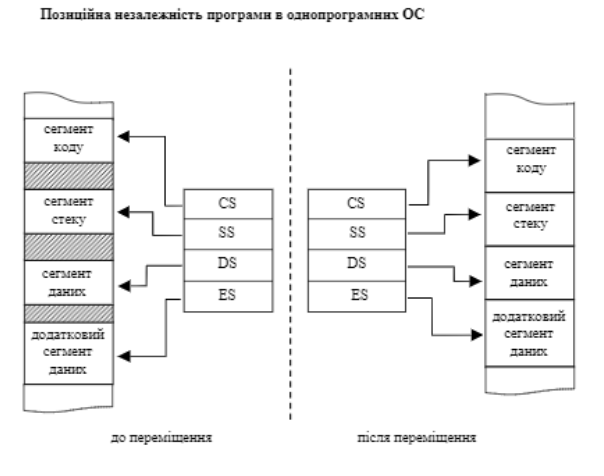 Позиційна незалежність програми в однопрограмних ОС
сегмент
коду
сегмент
стеку
сегмент
даних
додатковий
сегмент
даних
CS
SS
DS
ES
CS
SS
DS
ES
сегмент
коду
сегмент
стеку
сегмент
даних
додатковий
сегмент
даних
до переміщення
після переміщення